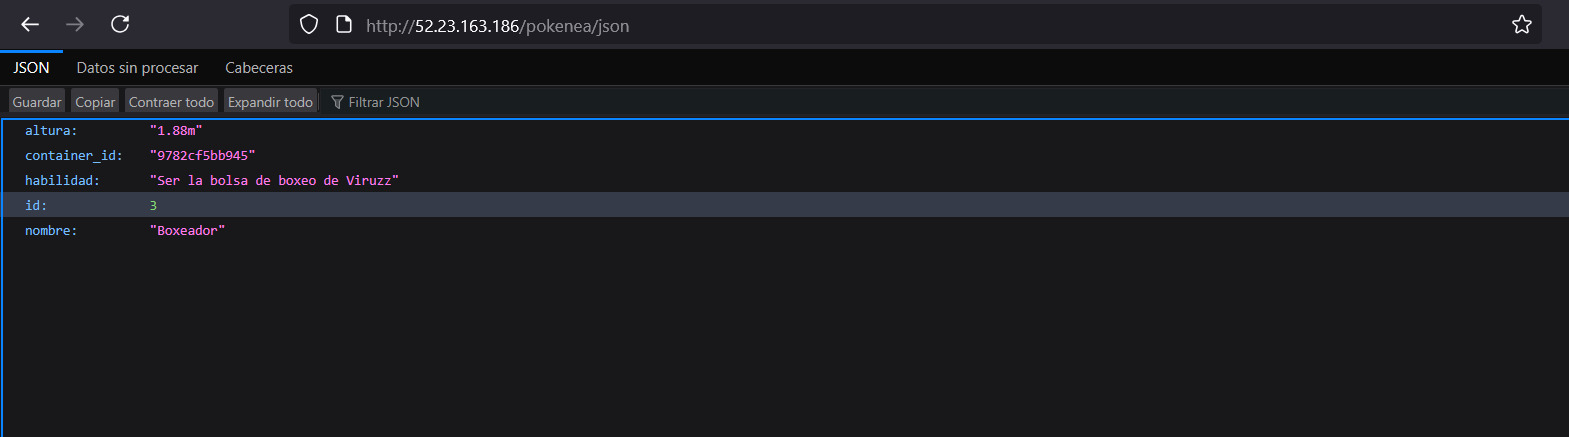 http://52.23.163.186/pokenea/json
JSON Datos sin procesar Cabeceras
Guardar Copiar Contraer todo Expandir todo Filtrar JSON
altura: "1.88m"
container_id: "9782cf5bb945"
habilidad: "Ser la bolsa de boxeo de Viruzz"
id: 3
nombre: "Boxeador"